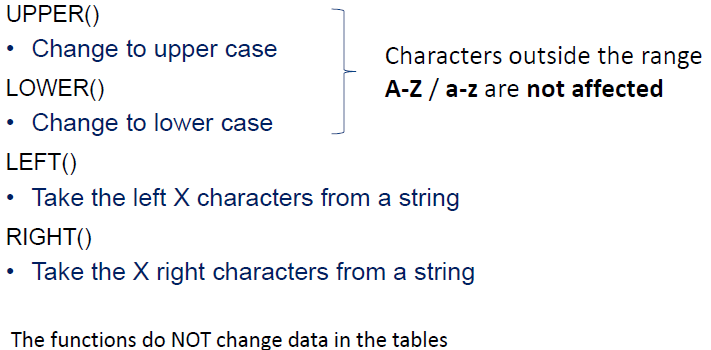 UPPER()
• Change to upper case
LOWER()
• Change to lower case
Characters outside the range
A-Z / a-z are not affected
LEFT()
• Take the left X characters from a string
RIGHT()
• Take the X right characters from a string
The functions do NOT change data in the tables